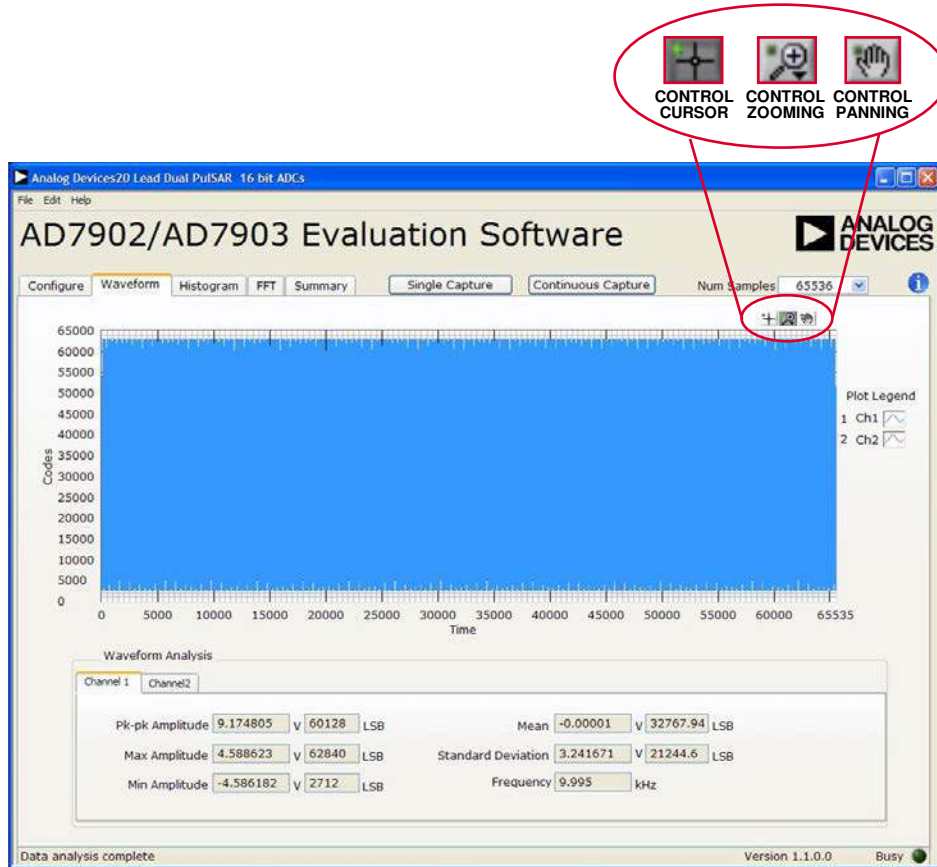 CONTROL CURSOR
CONTROL ZOOMING
CONTROL PANNING
Analog Devices20 Lead Dual PulSAR 16 bit ADCs
File Edit Help
AD7902/AD7903 Evaluation Software
ANALOG DEVICES
Configure Waveform Histogram FFT Summary Single Capture Continuous Capture Num Samples 65536
65000
60000
55000
50000
45000
40000
35000
30000
25000
20000
15000
10000
5000
0
Codes
0 5000 10000 15000 20000 25000 30000 35000 40000 45000 50000 55000 60000 65535
Time
Plot Legend
1 Ch1
2 Ch2
Waveform Analysis
Channel 1 Channel2
Pk-pk Amplitude 9.174805 V 60128 LSB Mean -0.00001 V 32767.94 LSB
Max Amplitude 4.588623 V 62840 LSB Standard Deviation 3.241671 V 21244.6 LSB
Min Amplitude -4.586182 V 2712 LSB Frequency 9.995 kHz
Data analysis complete Version 1.1.0.0 Busy